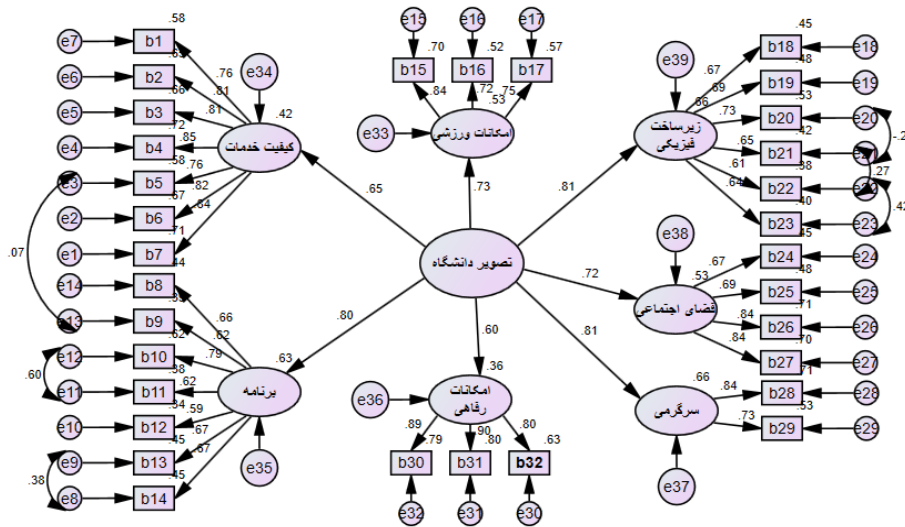 e7 b1 .58
e6 b2
e5 b3 .66
e4 b4 .72
e3 b5 .58
e2 b6 .67
e1 b7 .71
.76
.81
.81
.85
.76
.82
.84
e34
.42
کیفیت خدمات
.07
e14 b8 .44
e13 b9
e12 b10 .62
e11 b11 .38
e10 b12 .34
e9 b13 .45
e8 b14 .45
.66
.62
.79
.62
.59
.67
.67
.60
.38
.63
برنامه
e35
e15 e16 e17
.70 .52 .57
b15 b16 b17
.84 .72 .75
.53
e33
امکانات ورزشی
.65
.73
.81
تصویر دانشگاه
.72
.80
.60
.81
.36
e36
امکانات
رفاهی
.89 .90 .80
.79 .80 .63
b30 b31 b32
e32 e31 e30
e39
.66
زیرساخت
فیزیکی
.67
.69
.73
.65
.61
.64
.45
b18 e18
.48
b19 e19
.53
b20 e20
.42
b21
.38
b22 e22
.40
b23 e23
.27
.42
e38
.53
فضای اجتماعی
.67
.69
.84
.84
.45
b24 e24
.48
b25 e25
.71
b26 e26
.70
b27 e27
.66
سرگرمی
.84
.73
.71
b28 e28
.53
b29 e29
e37